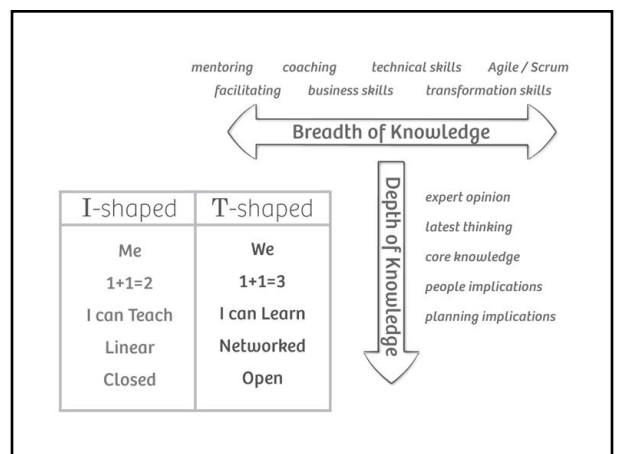 mentoring coaching technical skills Agile / Scrum
facilitating business skills transformation skills
Breadth of Knowledge
Depth of Knowledge
expert opinion
latest thinking
core knowledge
people implications
planning implications
I-shaped T-shaped
Me We
1+1=2 1+1=3
I can Teach I can Learn
Linear Networked
Closed Open